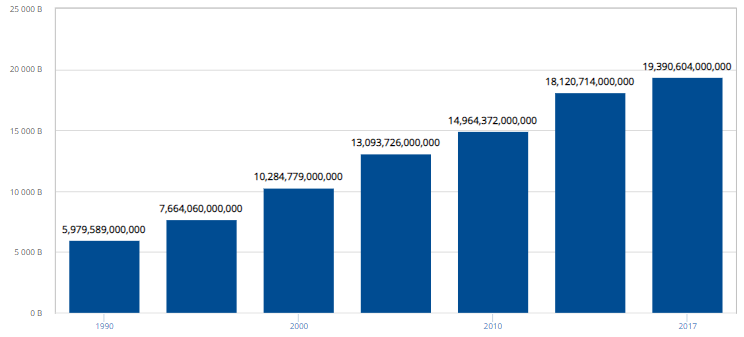 25 000 B
20 000 B
15 000 B
10 000 B
5 000 B
0 B
5,979,589,000,000
7,664,060,000,000
10,284,779,000,000
13,093,726,000,000
14,964,372,000,000
18,120,714,000,000
19,390,604,000,000
1990
2000
2010
2017